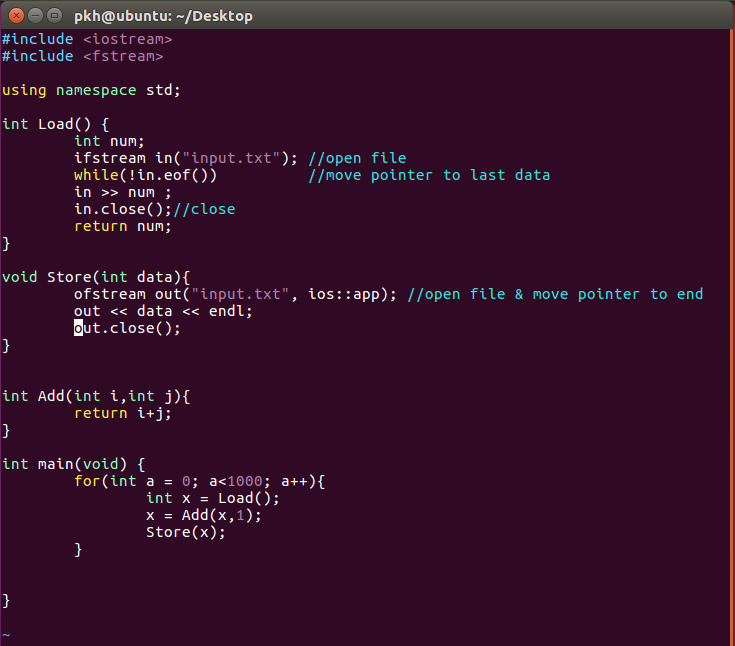 pkh@ubuntu: ~/Desktop
#include <iostream>
#include <fstream>

using namespace std;

int Load() {
        int num;
        ifstream in("input.txt"); //open file
        while(!in.eof())          //move pointer to last data
        in >> num ;
        in.close();//close
        return num;
}

void Store(int data){
        ofstream out("input.txt", ios::app); //open file & move pointer to end
        out << data << endl;
        out.close();
}


int Add(int i,int j){
        return i+j;
}

int main(void) {
        for(int a = 0; a<1000; a++){
                int x = Load();
                x = Add(x,1);
                Store(x);
        }


}

~